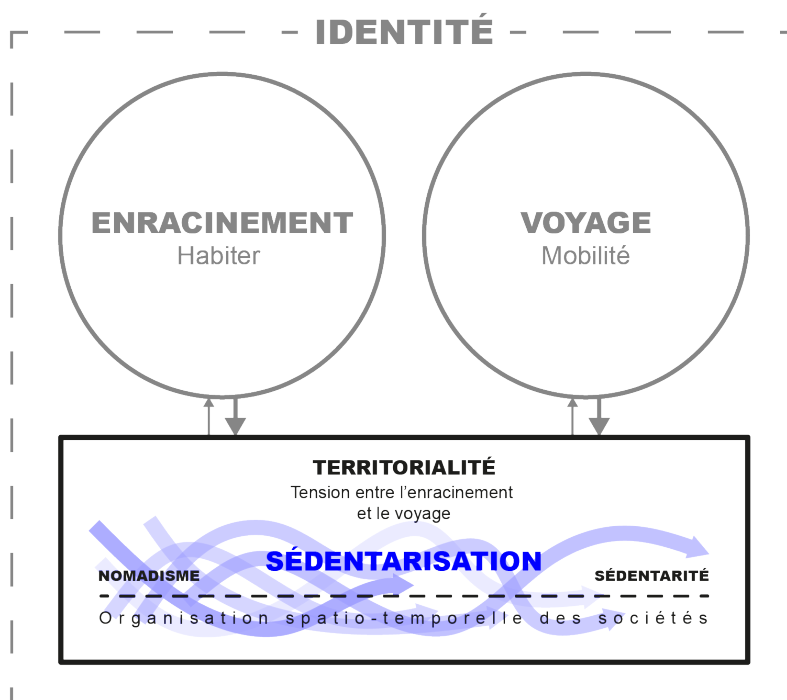 IDENTITÉ
ENRACINEMENT
Habiter
VOYAGE
Mobilité
TERRITORIALITÉ
Tension entre l'enracinement
et le voyage
SÉDENTARISATION
NOMADISME
SÉDENTARITÉ
Organisation spatio-temporelle des sociétés